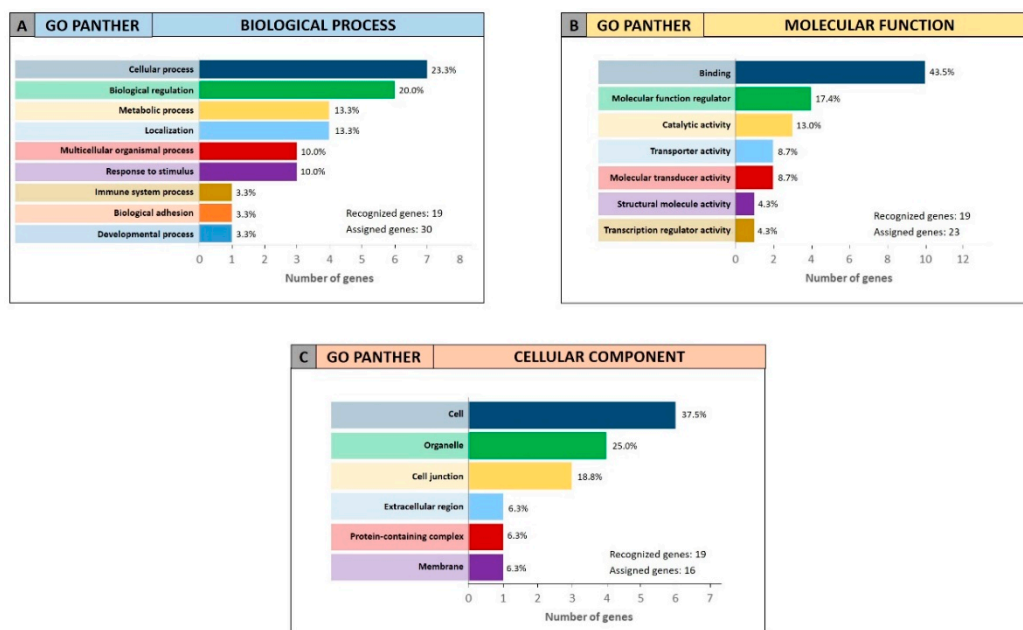 A GO PANTHER BIOLOGICAL PROCESS
Cellular process 23.3%
Biological regulation 20.0%
Metabolic process 13.3%
Localization 13.3%
Multicellular organismal process 10.0%
Response to stimulus 10.0%
Immune system process 3.3%
Biological adhesion 3.3%
Developmental process 3.3%
Recognized genes: 19
Assigned genes: 30
0 1 2 3 4 5 6 7 8
Number of genes
B GO PANTHER MOLECULAR FUNCTION
Binding 43.5%
Molecular function regulator 17.4%
Catalytic activity 13.0%
Transporter activity 8.7%
Molecular transducer activity 8.7%
Structural molecule activity 4.3%
Transcription regulator activity 4.3%
Recognized genes: 19
Assigned genes: 23
0 2 4 6 8 10 12
Number of genes
C GO PANTHER CELLULAR COMPONENT
Cell 37.5%
Organelle 25.0%
Cell junction 18.8%
Extracellular region 6.3%
Protein-containing complex 6.3%
Membrane 6.3%
Recognized genes: 19
Assigned genes: 16
0 1 2 3 4 5 6 7
Number of genes